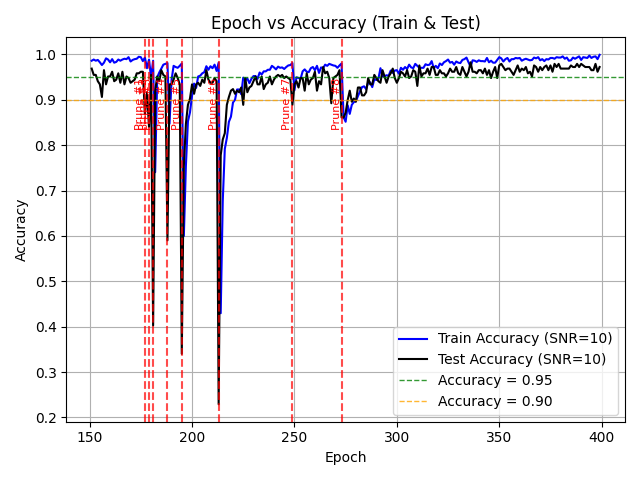 Epoch vs Accuracy (Train & Test)
Accuracy
1.0
0.9
0.8
0.7
0.6
0.5
0.4
0.3
0.2
Prune #7
Train Accuracy (SNR=10)
Test Accuracy (SNR=10)
Accuracy = 0.95
Accuracy = 0.90
150
200
250
300
350
400
Epoch